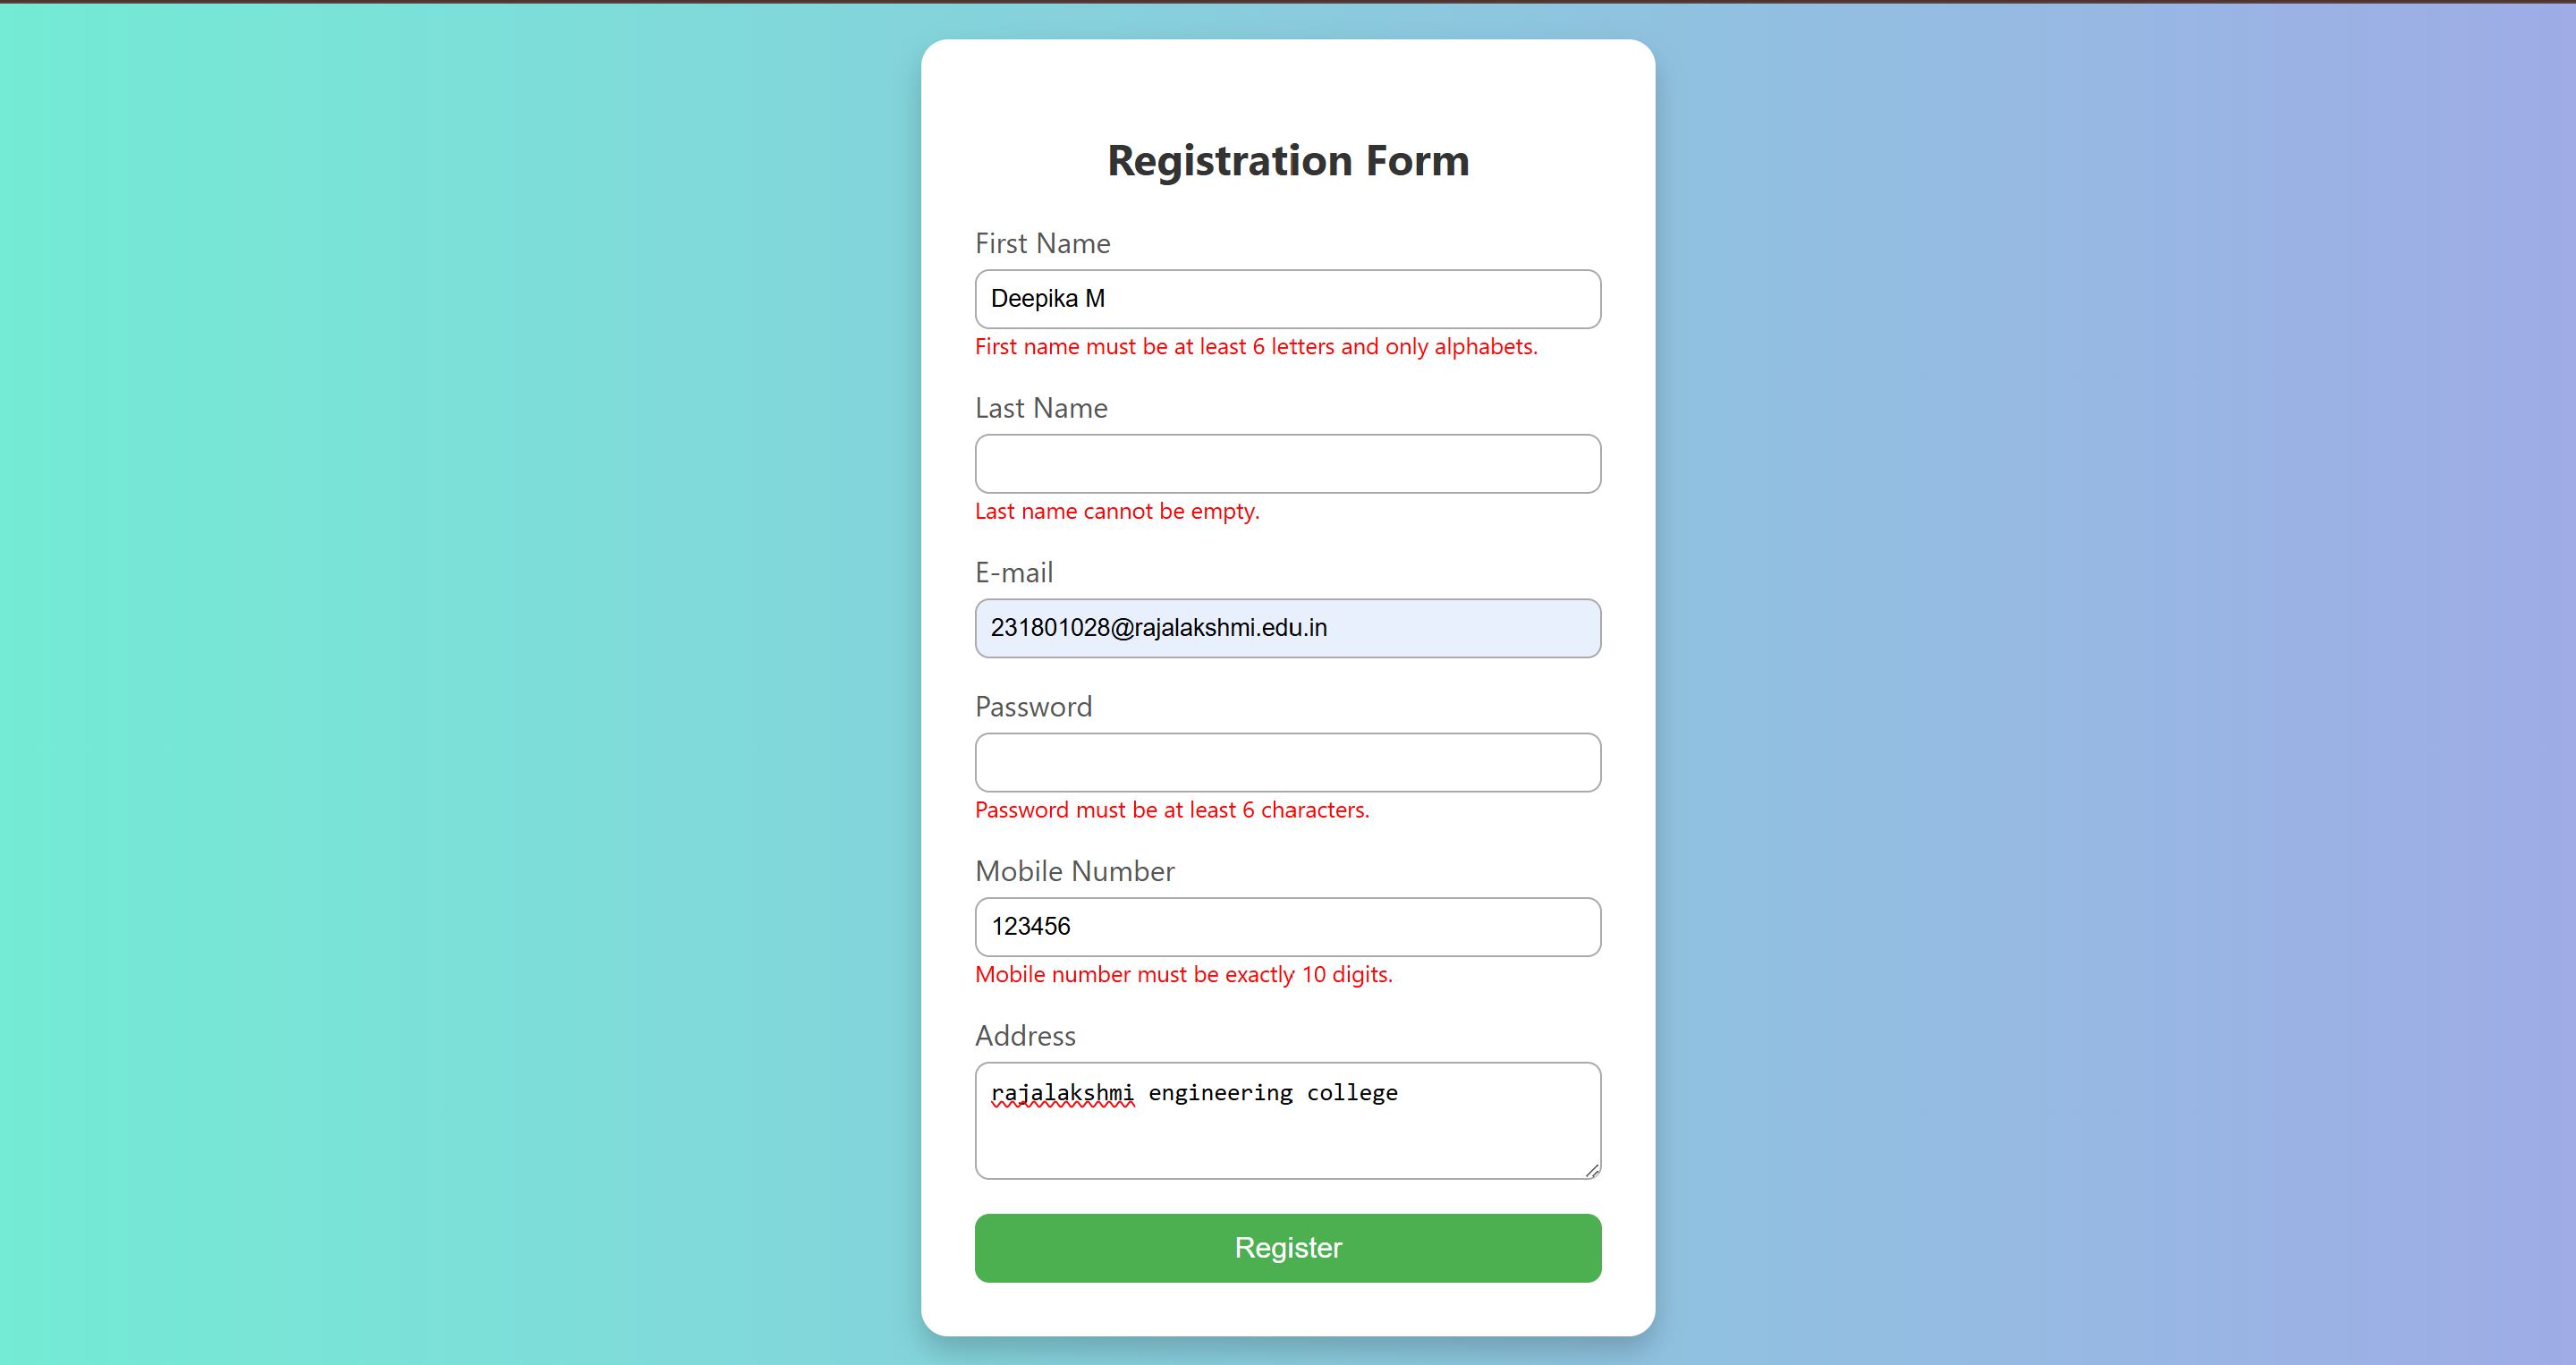 Registration Form
First Name
Deepika M
First name must be at least 6 letters and only alphabets.
Last Name
Last name cannot be empty.
E-mail
231801028@rajalakshmi.edu.in
Password
Password must be at least 6 characters.
Mobile Number
123456
Mobile number must be exactly 10 digits.
Address
rajalakshmi engineering college
Register